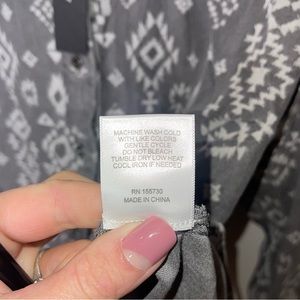 MACHINE WASH COLD
WITH LIKE COLORS
GENTLE CYCLE
DO NOT BLEACH
TUMBLE DRY LOW HEAT
COOL IRON IF NEEDED
RN 155730
MADE IN CHINA